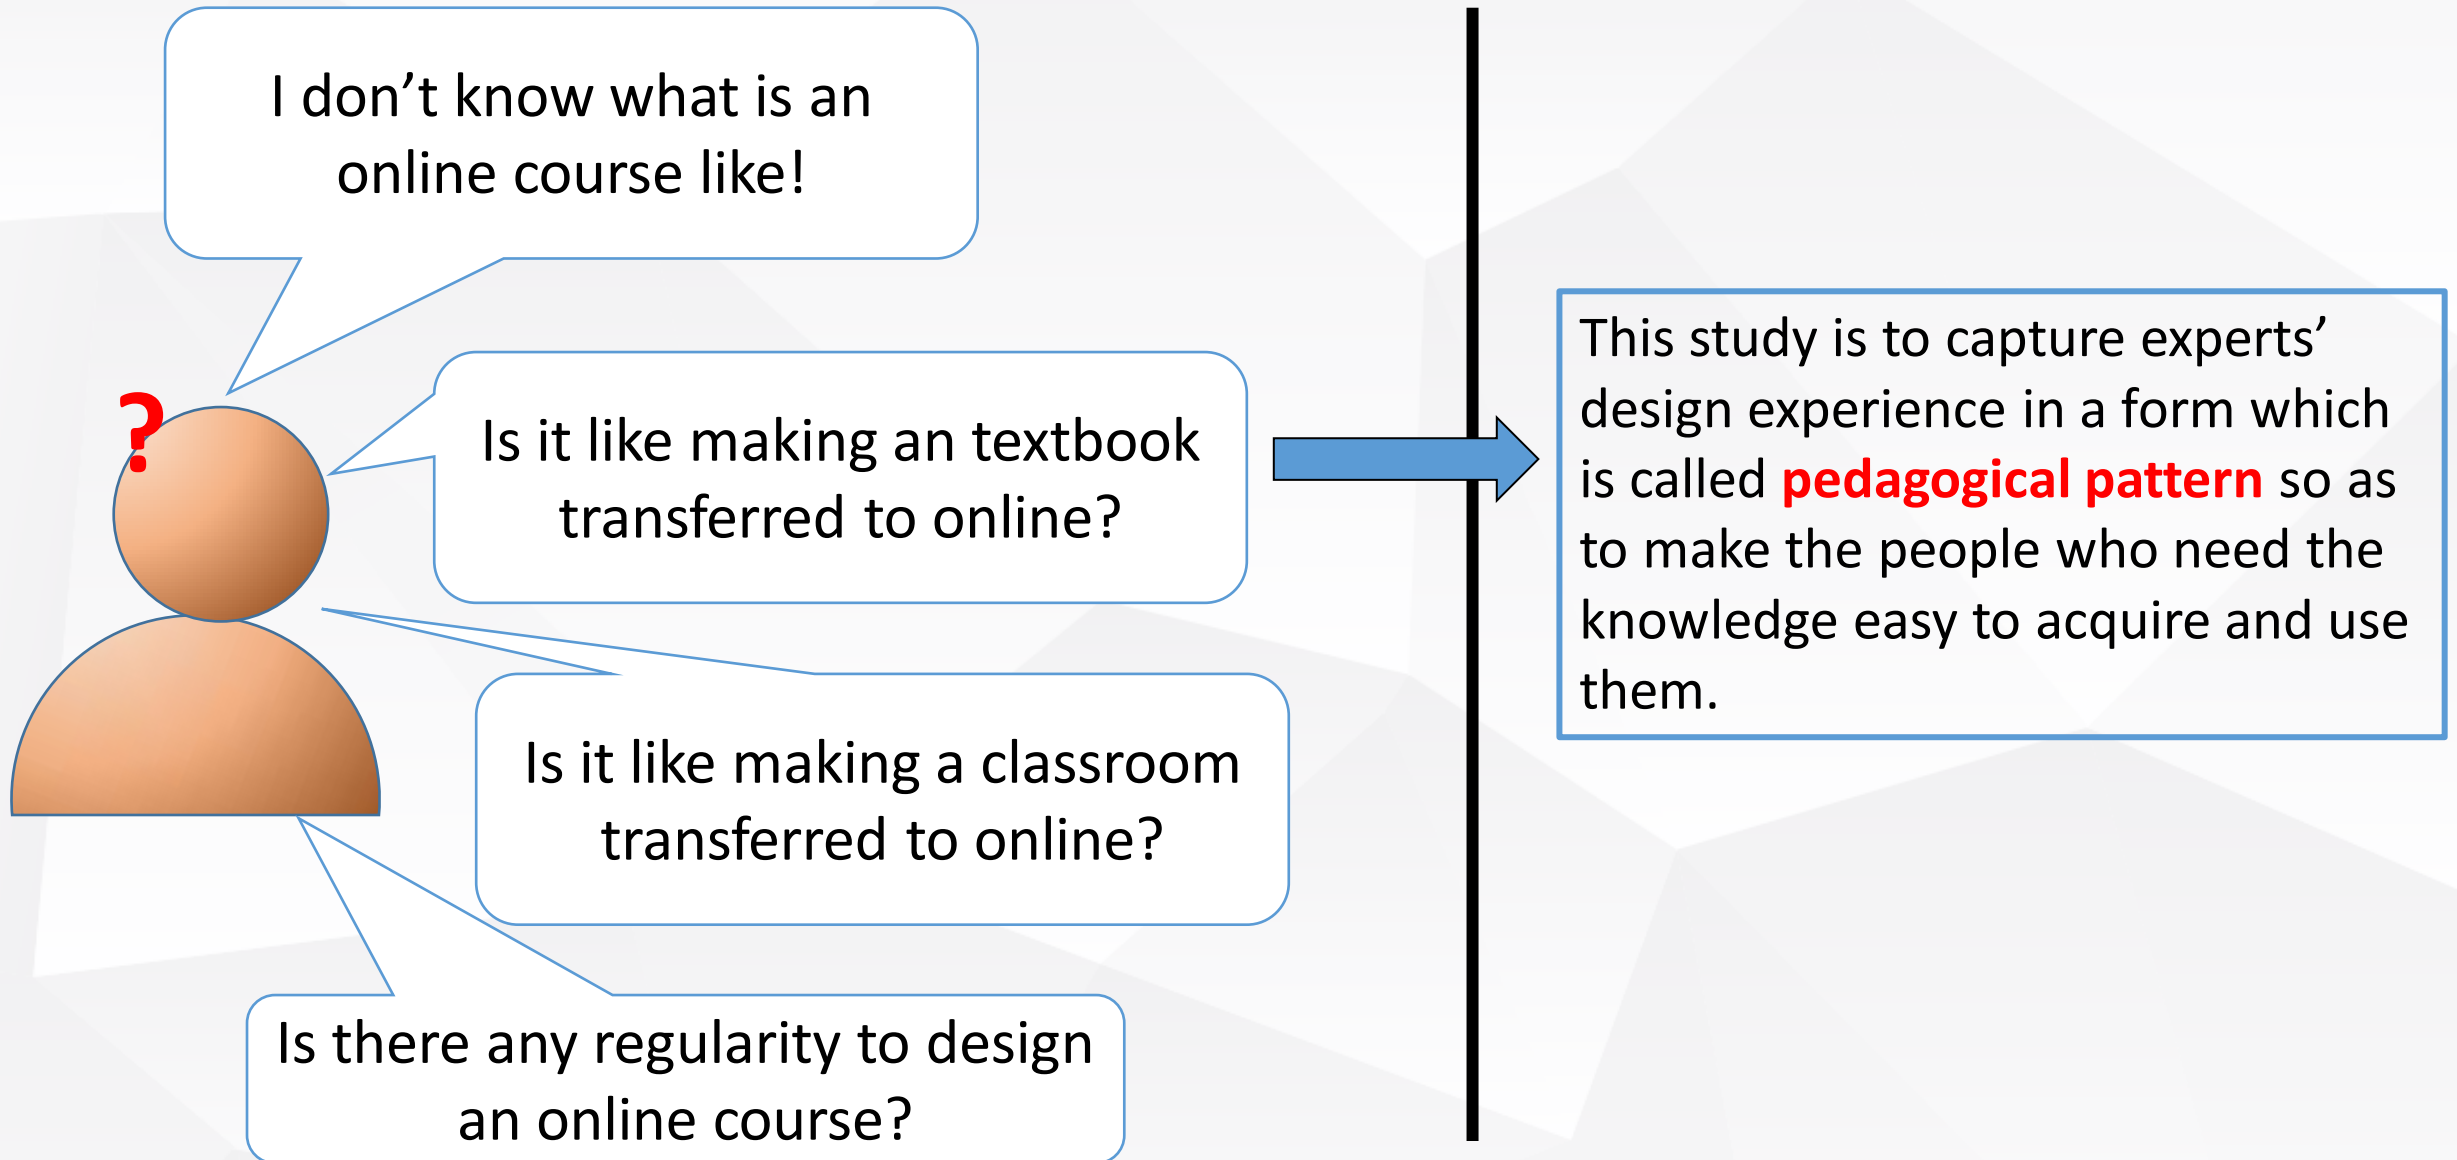 I don’t know what is an
online course like!
?
Is it like making an textbook
transferred to online?
Is it like making a classroom
transferred to online?
Is there any regularity to design
an online course?
This study is to capture experts’
design experience in a form which
is called pedagogical pattern so as
to make the people who need the
knowledge easy to acquire and use
them.